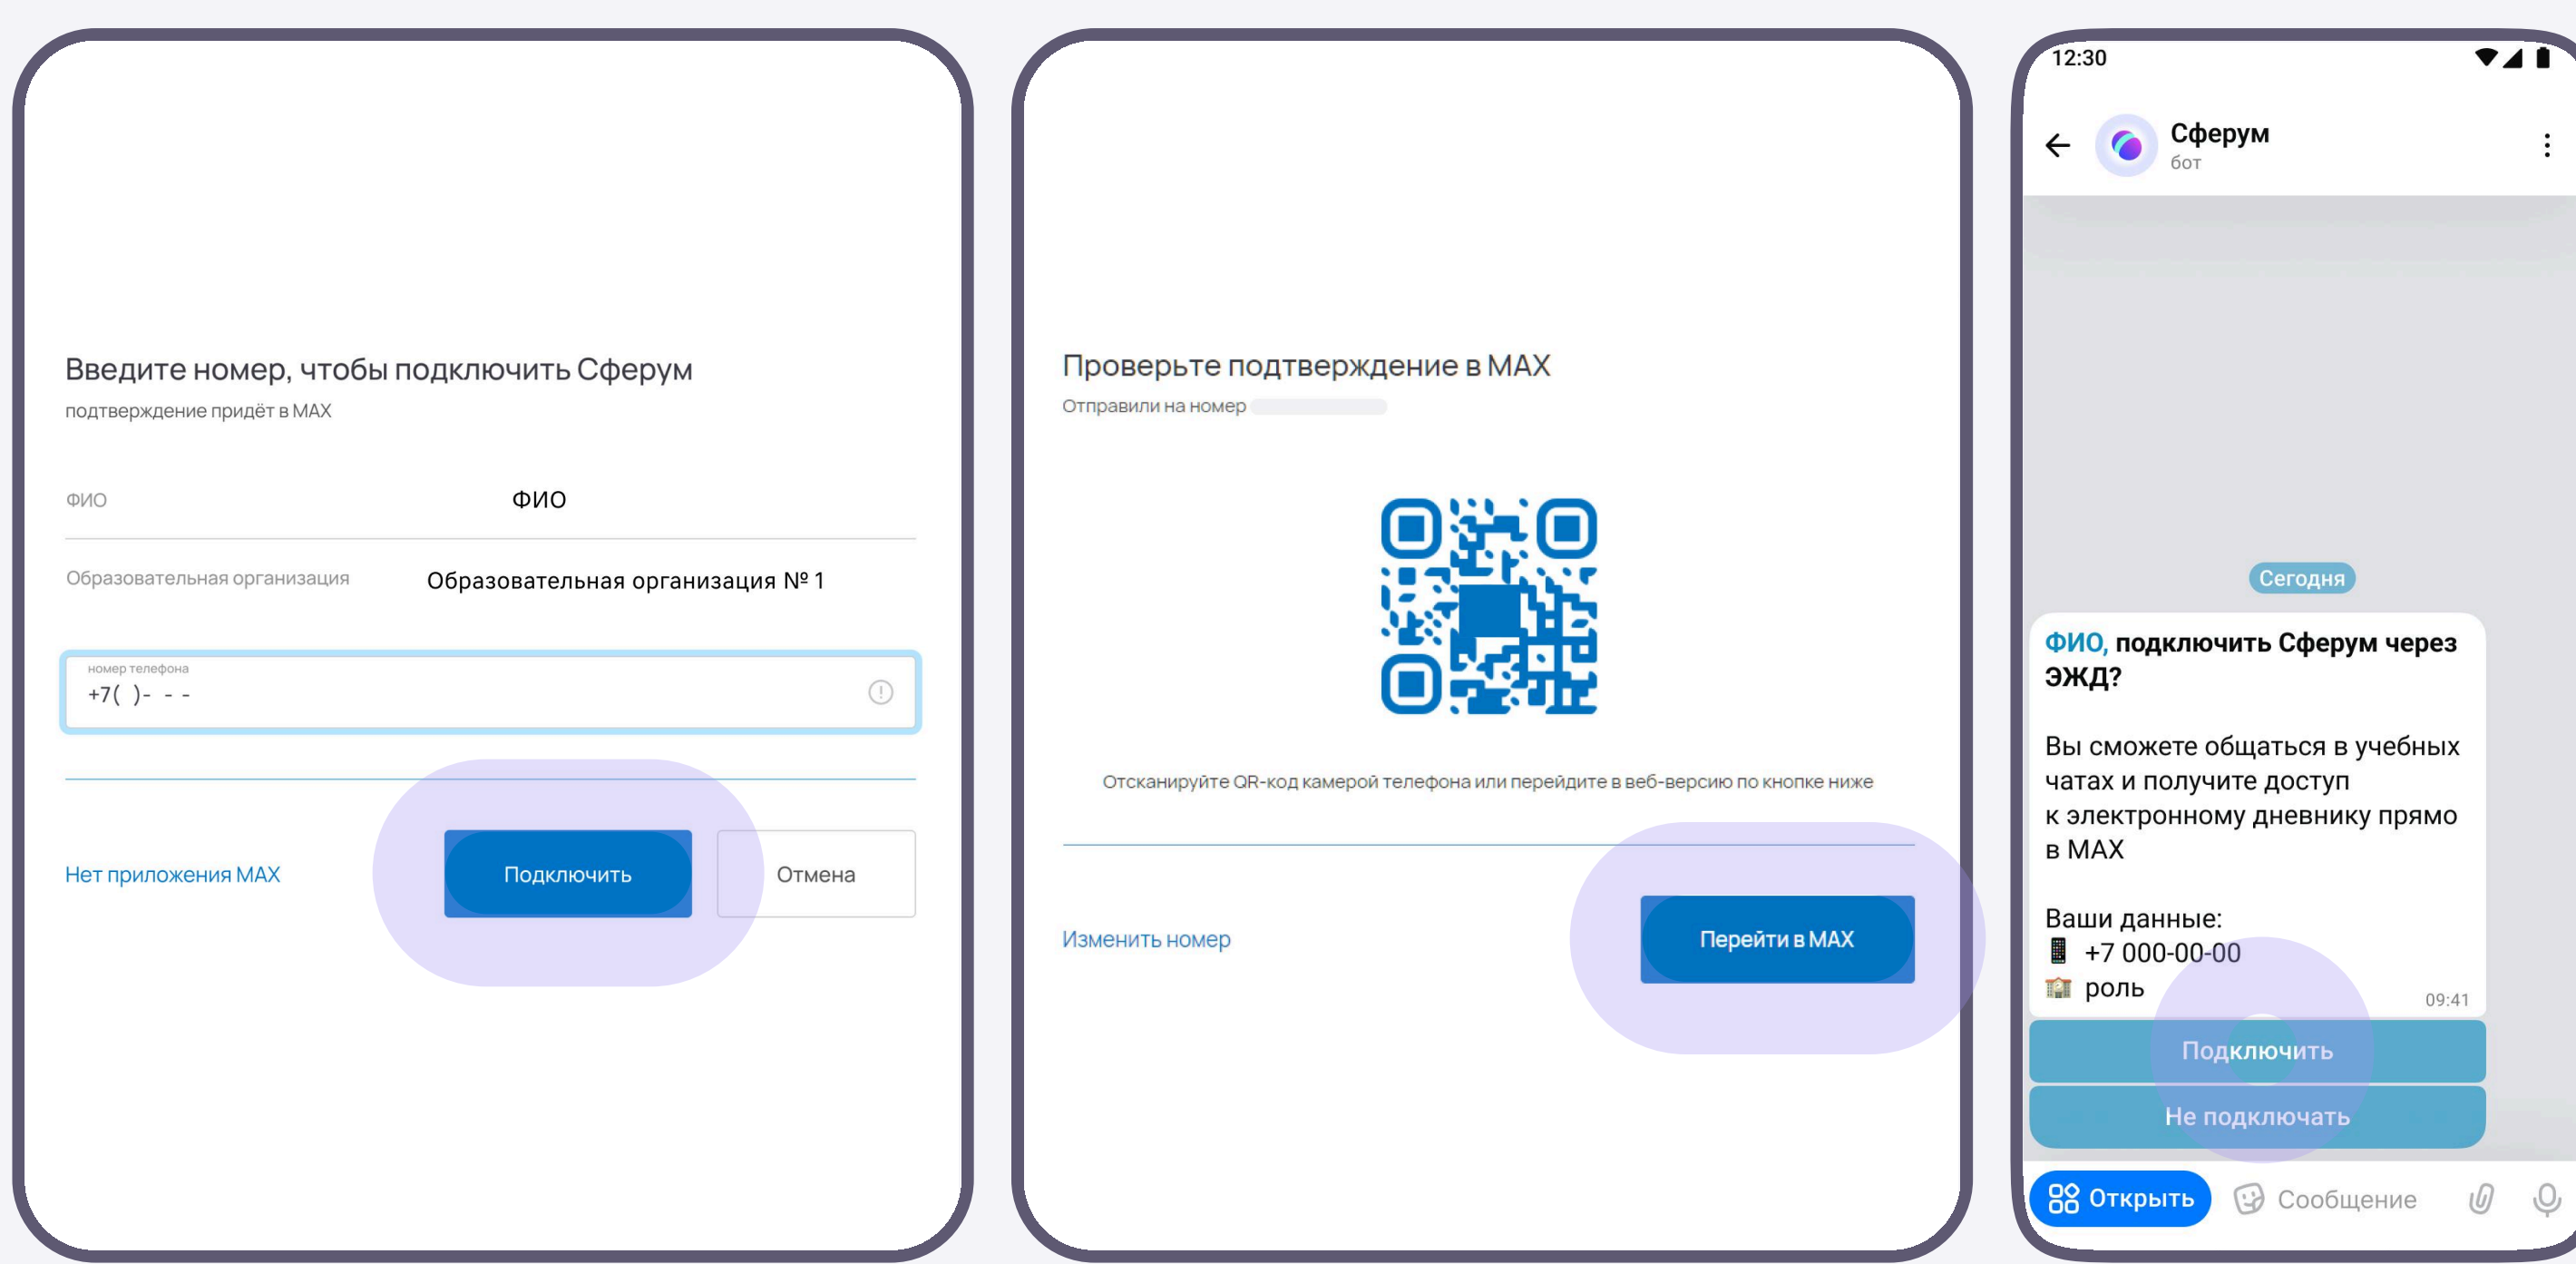 Введите номер, чтобы подключить Сферум
подтверждение придёт в MAX
ФИО
ФИО
Образовательная организация
Образовательная организация № 1
номер телефона
+7( )- - -
Нет приложения MAX
Подключить
Отмена
Проверьте подтверждение в MAX
Отправили на номер
Отсканируйте QR-код камерой телефона или перейдите в веб-версию по кнопке ниже
Изменить номер
Перейти в MAX
12:30
Сферум
бот
Сегодня
ФИО, подключить Сферум через
ЭЖД?
Вы сможете общаться в учебных
чатах и получите доступ
к электронному дневнику прямо
в MAX
Ваши данные:
+7 000-00-00
роль
09:41
Подключить
Не подключать
Открыть
Сообщение